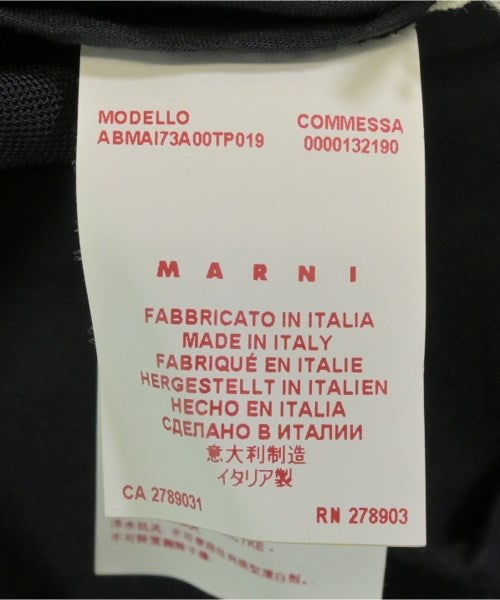 MODELLO
ABMAI73A00TP019
COMMESSA
0000132190
MARNI
FABBRICATO IN ITALIA
MADE IN ITALY
FABRIQUÉ EN ITALIE
HERGESTELLT IN ITALIEN
HECHO EN ITALIA
СДЕЛАНО В ИТАЛИИ
意大利制造
イタリア製
CA 2789031
RN 278903